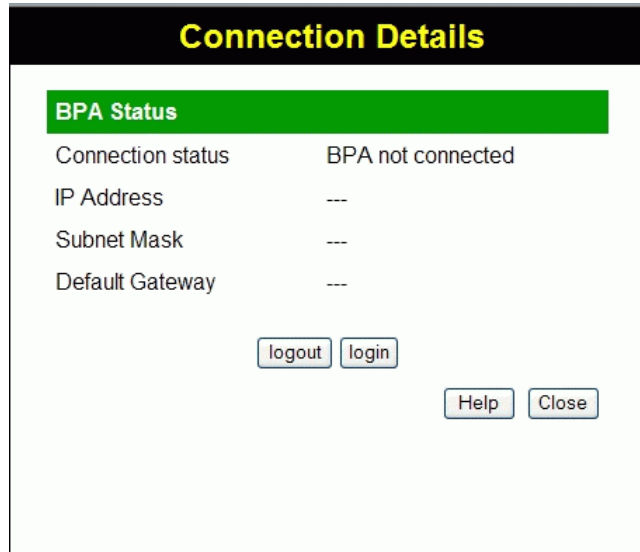 Connection Details
BPA Status
Connection status BPA not connected
IP Address ---
Subnet Mask ---
Default Gateway ---
logout login
Help Close